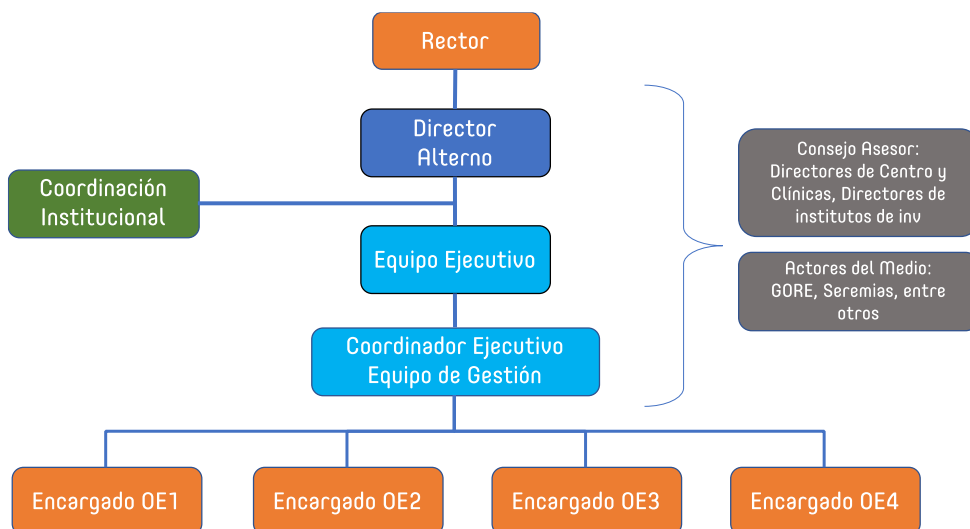 Rector
Director
Alterno
Coordinación
Institucional
Equipo Ejecutivo
Coordinador Ejecutivo
Equipo de Gestión
Consejo Asesor:
Directores de Centro y
Clínicas, Directores de
institutos de inv
Actores del Medio:
GORE, Seremias, entre
otros
Encargado OE1
Encargado OE2
Encargado OE3
Encargado OE4